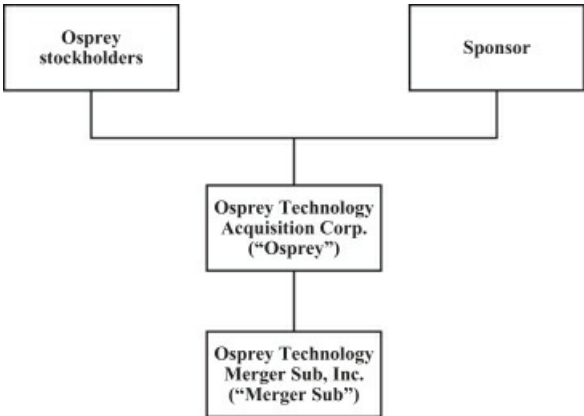 Osprey
stockholders
Sponsor
Osprey Technology
Acquisition Corp.
(“Osprey”)
Osprey Technology
Merger Sub, Inc.
(“Merger Sub”)